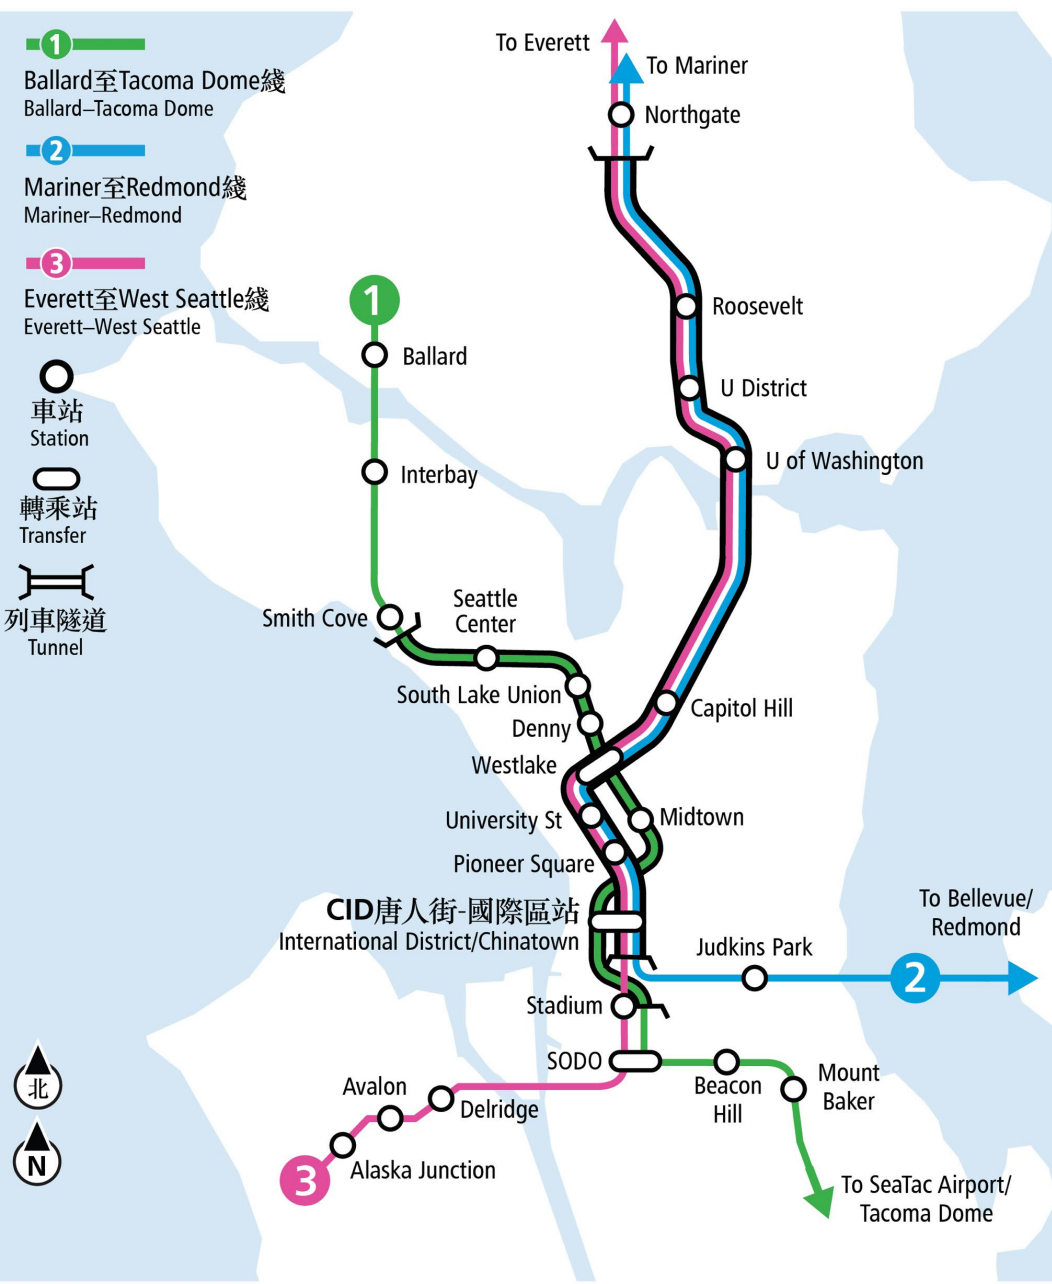 1
Ballard至Tacoma Dome綫
Ballard–Tacoma Dome
2
Mariner至Redmond綫
Mariner–Redmond
3
Everett至West Seattle綫
Everett–West Seattle
車站
Station
轉乘站
Transfer
列車隧道
Tunnel
北
N
To Everett
To Mariner
Northgate
Roosevelt
U District
U of Washington
1
Ballard
Interbay
Smith Cove
Seattle
Center
South Lake Union
Denny
Capitol Hill
Westlake
University St
Midtown
Pioneer Square
CID唐人街-國際區站
International District/Chinatown
To Bellevue/
Redmond
Judkins Park
2
Stadium
SODO
Beacon
Hill
Mount
Baker
Avalon
Delridge
Alaska Junction
3
To SeaTac Airport/
Tacoma Dome